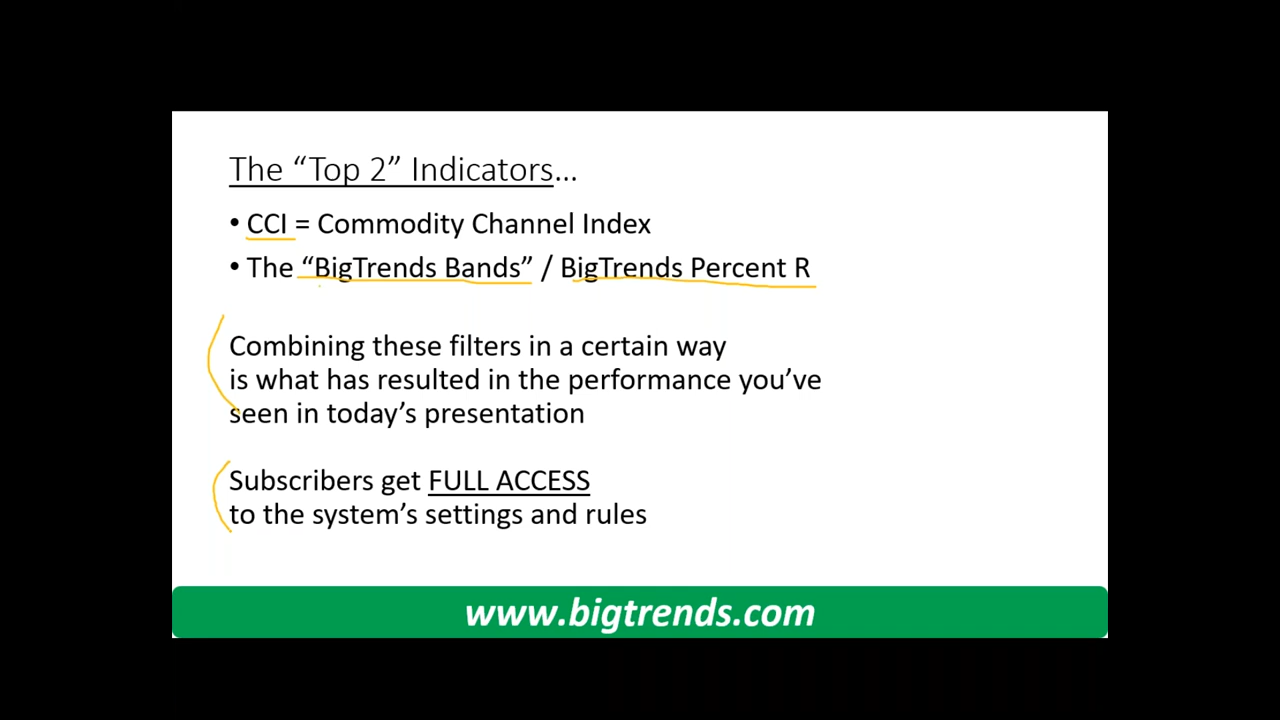 The “Top 2” Indicators…
• CCI = Commodity Channel Index
• The “BigTrends Bands” / BigTrends Percent R
Combining these filters in a certain way
is what has resulted in the performance you’ve
seen in today’s presentation
Subscribers get FULL ACCESS
to the system’s settings and rules
www.bigtrends.com